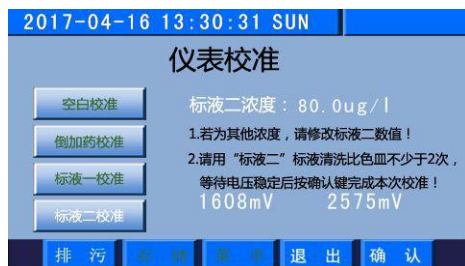 2017-04-16 13:30:31 SUN
仪表校准
空白校准
标液二浓度：80.0ug/l
倒加药校准
1.若为其他浓度，请修改标液二数值！
2.请用“标液二”标液清洗比色皿不少于2次，
标液一校准
等待电压稳定后按确认键完成本次校准！
1608mV 2575mV
标液二校准
排 污 退 出 确 认